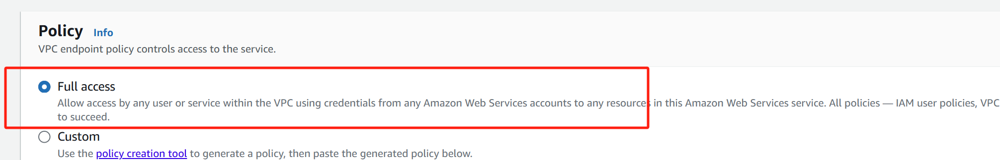 Policy Info
VPC endpoint policy controls access to the service.
Full access
Allow access by any user or service within the VPC using credentials from any Amazon Web Services accounts to any resources in this Amazon Web Services service. All policies — IAM user policies, VPC
to succeed.
Custom
Use the policy creation tool to generate a policy, then paste the generated policy below.